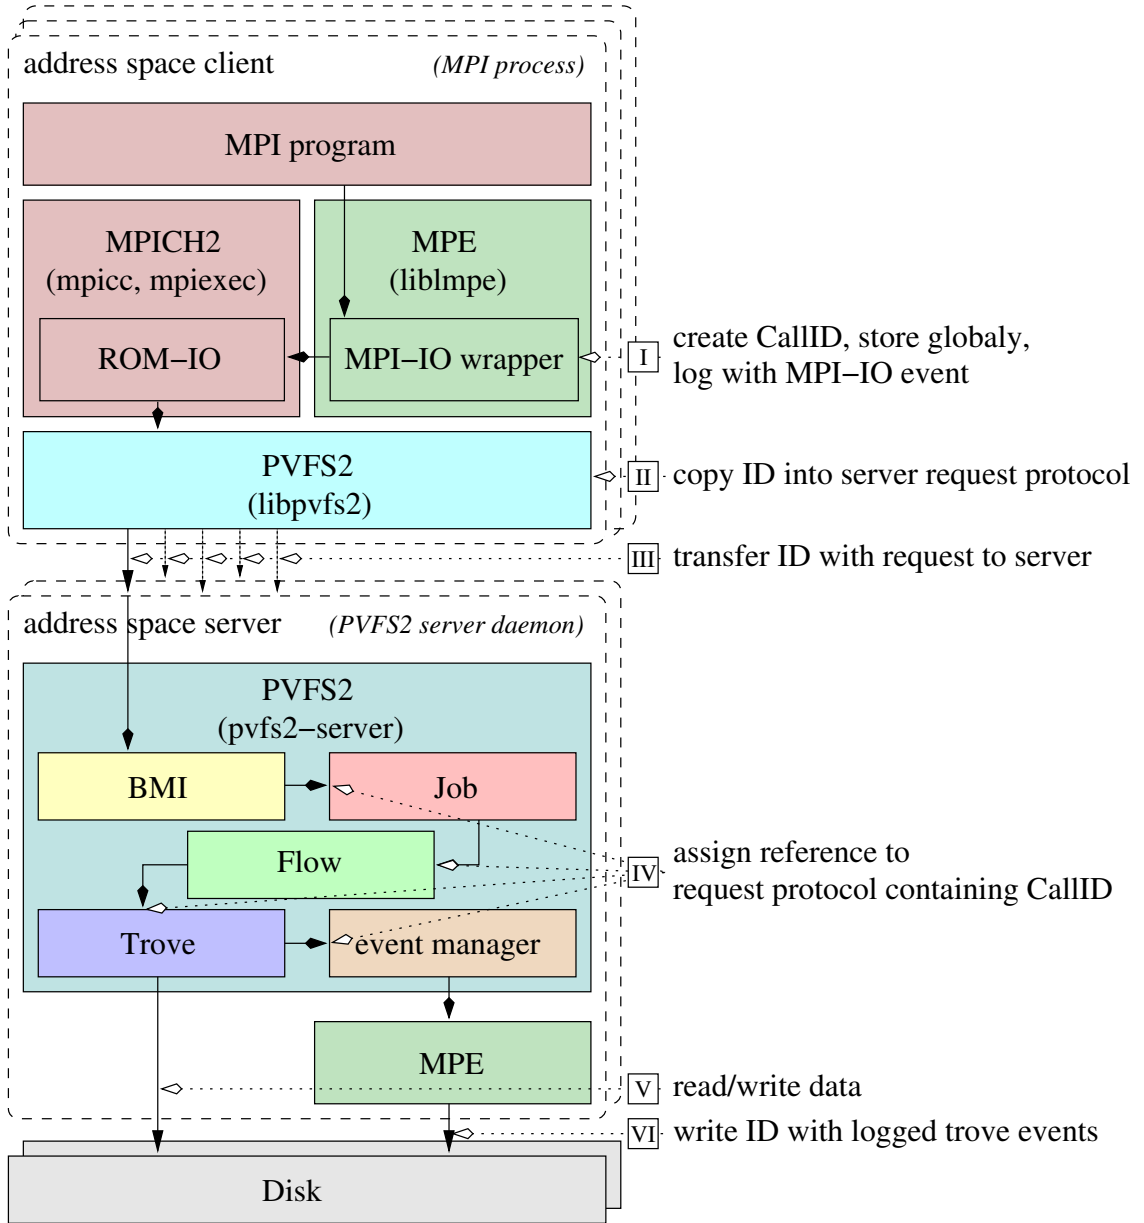 address space client (MPI process)
MPI program
MPICH2
(mpicc, mpiexec)
MPE
(liblmpe)
ROM−IO
MPI−IO wrapper
I
create CallID, store globaly,
log with MPI−IO event
PVFS2
(libpvfs2)
II
copy ID into server request protocol
III
transfer ID with request to server
address space server (PVFS2 server daemon)
PVFS2
(pvfs2−server)
BMI
Job
Flow
IV
assign reference to
request protocol containing CallID
Trove
event manager
MPE
V
read/write data
VI
write ID with logged trove events
Disk